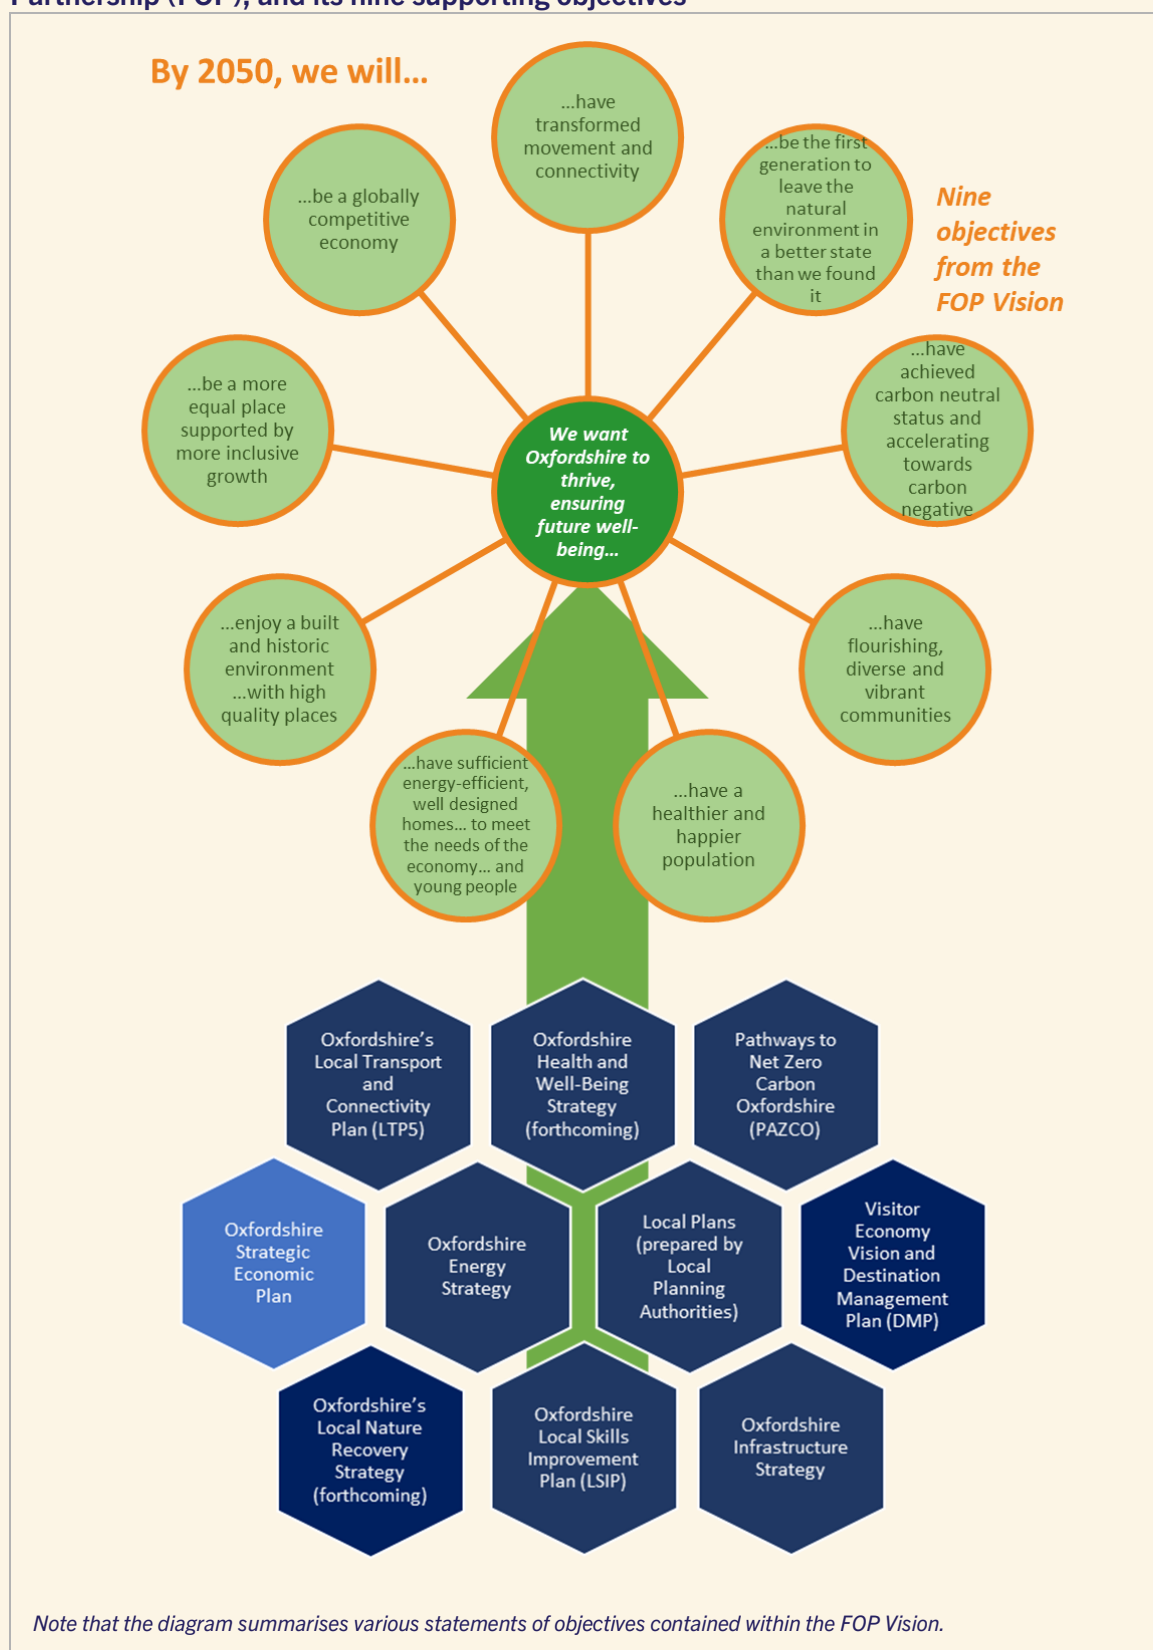 Partnership (FOP), and its nine supporting objectives
By 2050, we will...
...have
transformed
movement and
connectivity
...be the first
generation to
leave the
natural
environment in
a better state
than we found
it
Nine
objectives
from the
FOP Vision
...be a globally
competitive
economy
...have
achieved
carbon neutral
status and
accelerating
towards
carbon
negative
...be a more
equal place
supported by
more inclusive
growth
We want
Oxfordshire to
thrive,
ensuring
future well-
being...
...enjoy a built
and historic
environment
...with high
quality places
...have
flourishing,
diverse and
vibrant
communities
...have sufficient
energy-efficient,
well designed
homes... to meet
the needs of the
economy... and
young people
...have a
healthier and
happier
population
Oxfordshire's
Local Transport
and
Connectivity
Plan (LTP5)
Oxfordshire
Health and
Well-Being
Strategy
(forthcoming)
Pathways to
Net Zero
Carbon
Oxfordshire
(PAZCO)
Oxfordshire
Strategic
Economic
Plan
Oxfordshire
Energy
Strategy
Local Plans
(prepared by
Local
Planning
Authorities)
Visitor
Economy
Vision and
Destination
Management
Plan (DMP)
Oxfordshire's
Local Nature
Recovery
Strategy
(forthcoming)
Oxfordshire
Local Skills
Improvement
Plan (LSIP)
Oxfordshire
Infrastructure
Strategy
Note that the diagram summarises various statements of objectives contained within the FOP Vision.